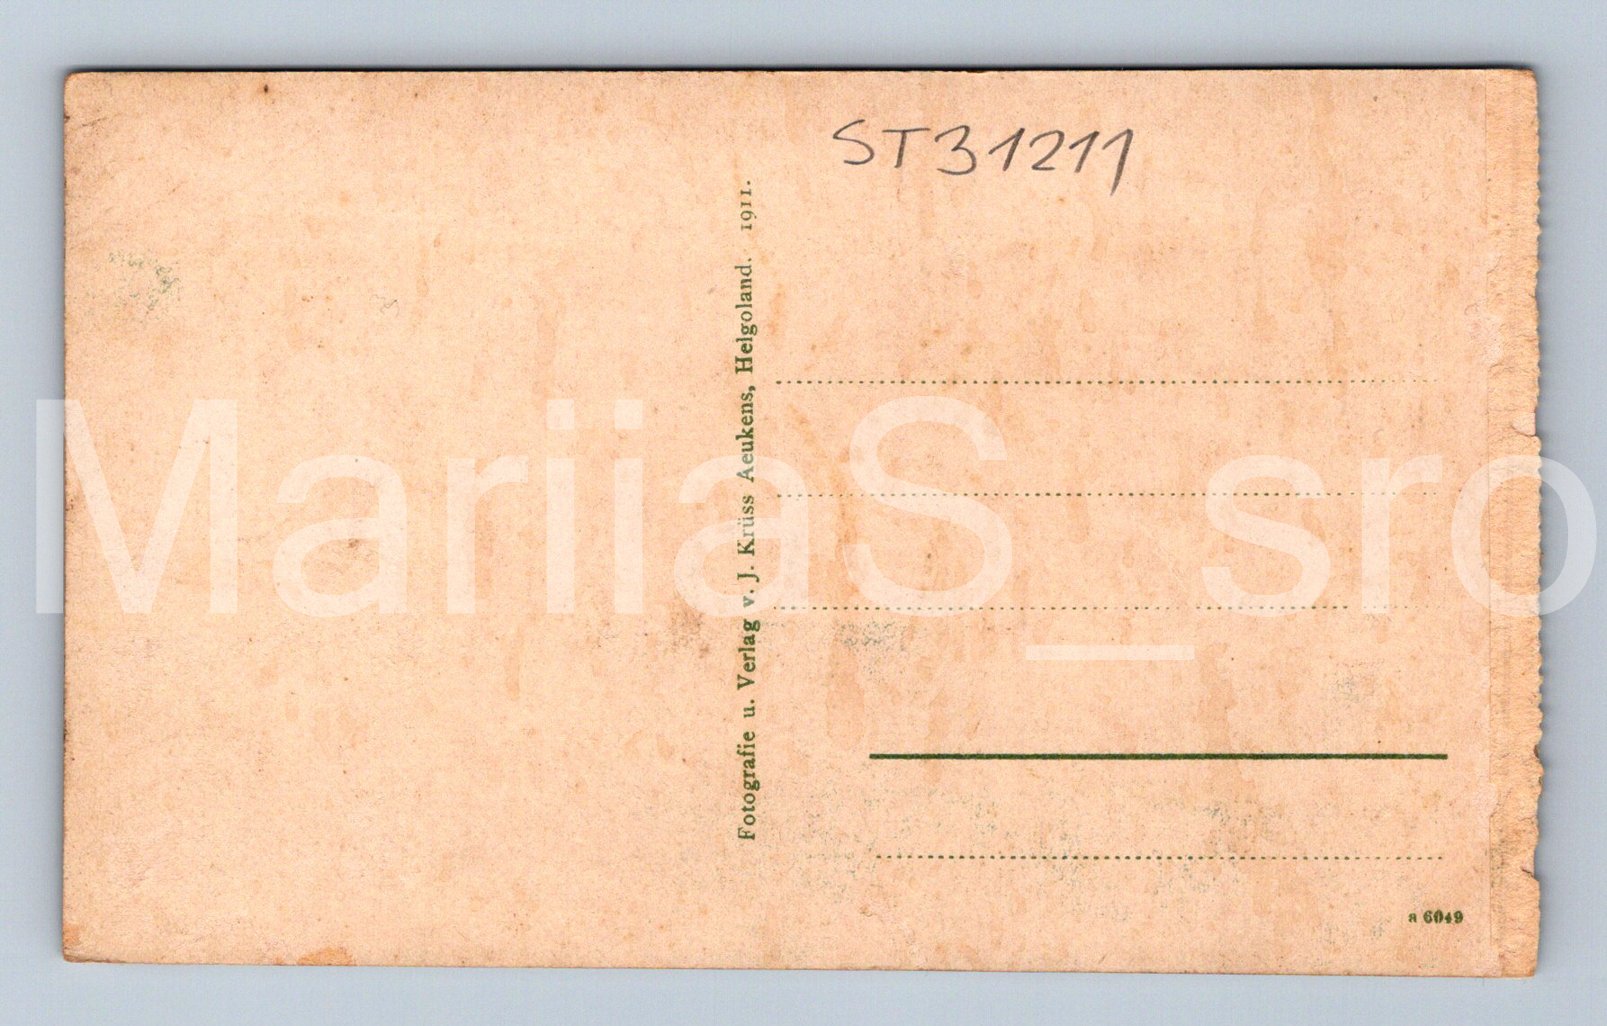 ST31211
Fotografie u. Verlag v. J. Krüss Aeukens, Helgoland. 1911.
MariiaS_sro
a 6049